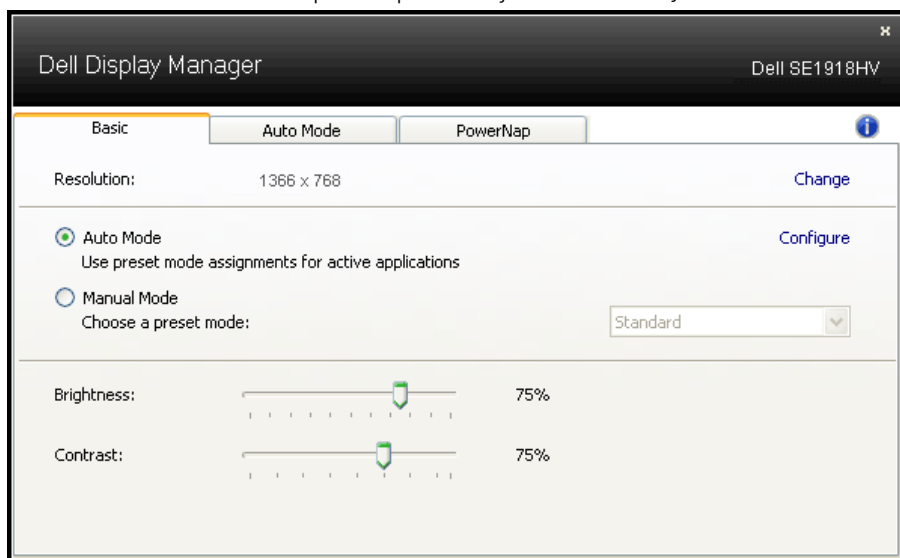 Dell Display Manager
Dell SE1918HV
Basic
Auto Mode
PowerNap
Resolution:
1366 x 768
Change
Auto Mode
Configure
Use preset mode assignments for active applications
Manual Mode
Choose a preset mode:
Standard
Brightness:
75%
Contrast:
75%